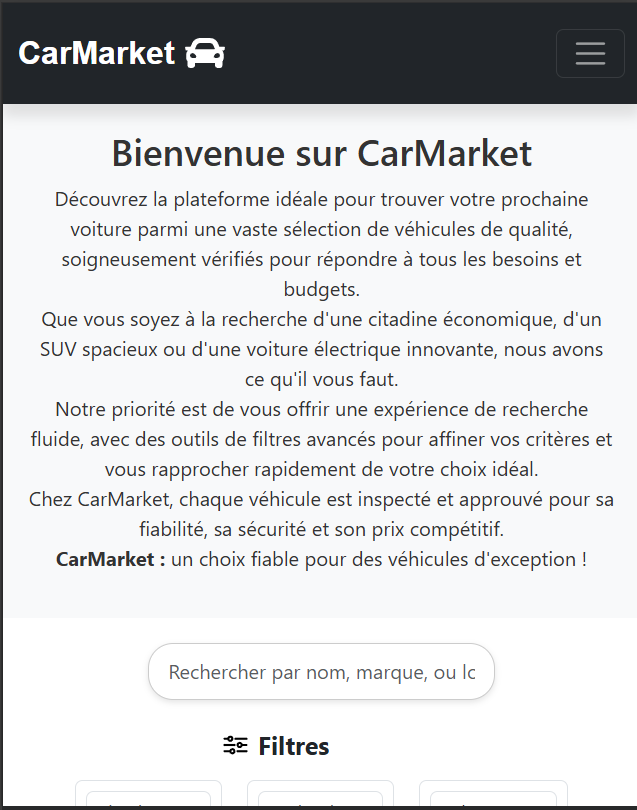 CarMarket
Bienvenue sur CarMarket
Découvrez la plateforme idéale pour trouver votre prochaine
voiture parmi une vaste sélection de véhicules de qualité,
soigneusement vérifiés pour répondre à tous les besoins et
budgets.
Que vous soyez à la recherche d'une citadine économique, d'un
SUV spacieux ou d'une voiture électrique innovante, nous avons
ce qu'il vous faut.
Notre priorité est de vous offrir une expérience de recherche
fluide, avec des outils de filtres avancés pour affiner vos critères et
vous rapprocher rapidement de votre choix idéal.
Chez CarMarket, chaque véhicule est inspecté et approuvé pour sa
fiabilité, sa sécurité et son prix compétitif.
CarMarket : un choix fiable pour des véhicules d'exception !
Rechercher par nom, marque, ou
Filtres